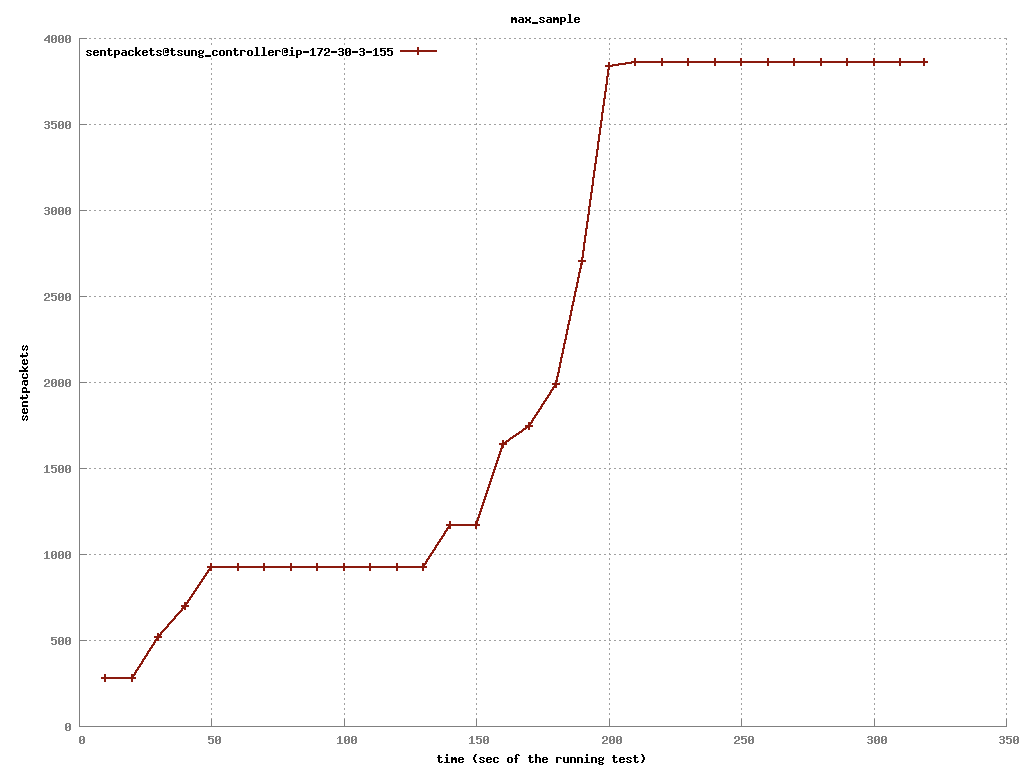 max_sample
sentpackets@tsung_controller@ip-172-30-3-155
4000
3500
3000
2500
2000
1500
1000
500
0
sentpackets
0 50 100 150 200 250 300 350
time (sec of the running test)